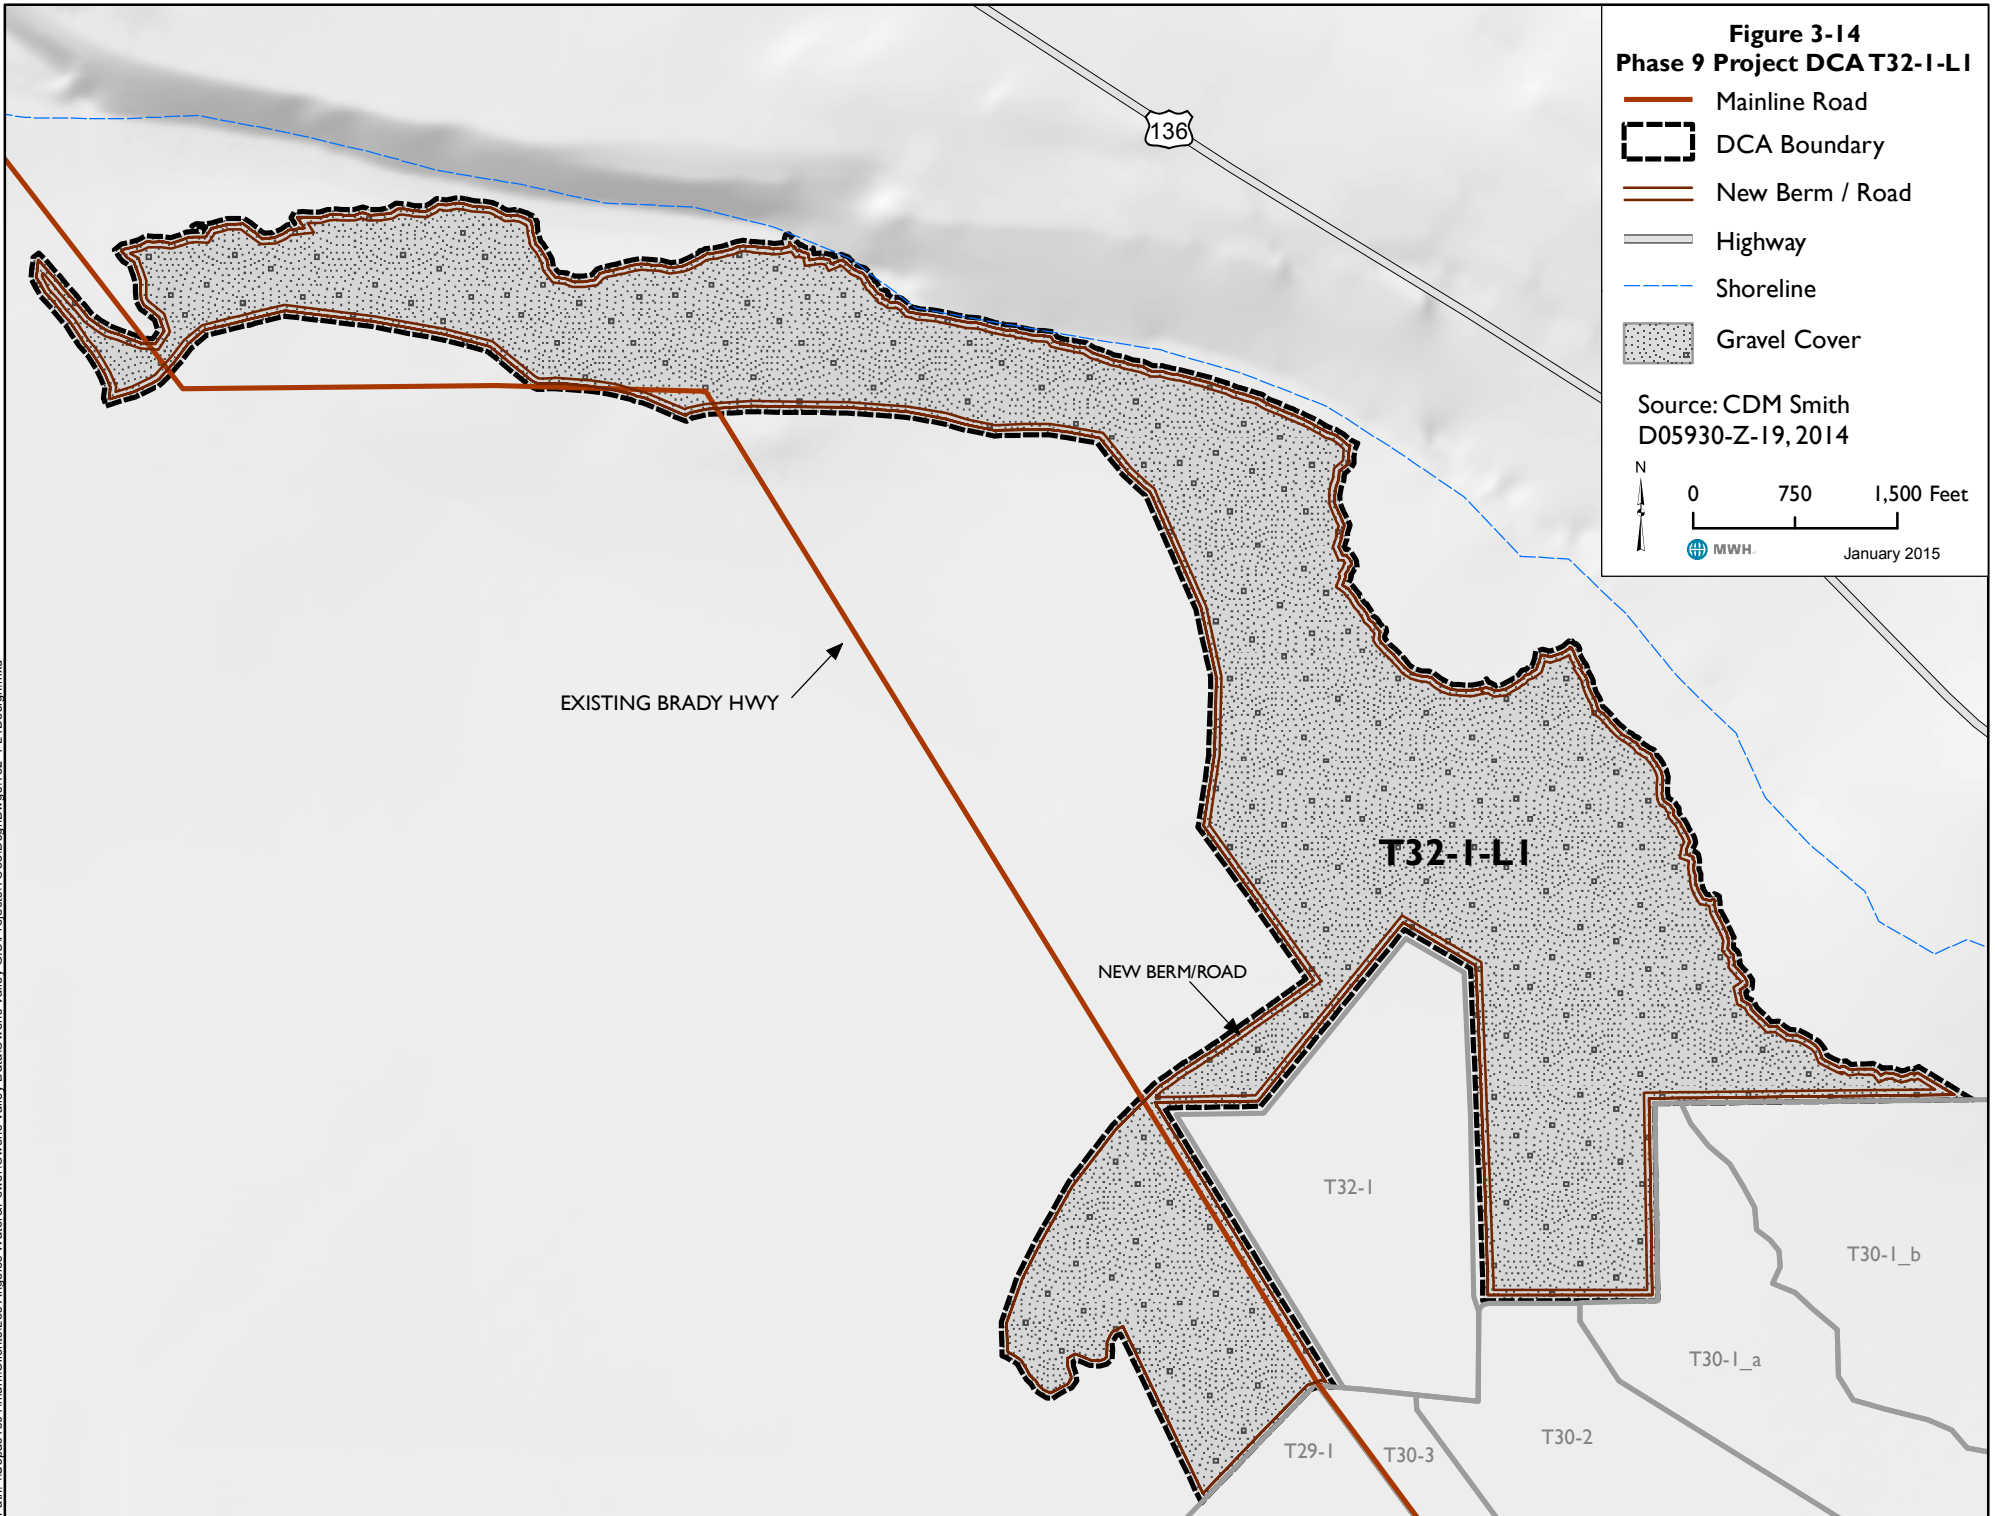 Figure 3-14
Phase 9 Project DCA T32-1-L1
Mainline Road
DCA Boundary
New Berm / Road
Highway
Shoreline
Gravel Cover
Source: CDM Smith
D05930-Z-19, 2014
N
0 750 1,500 Feet
MWH
January 2015
136
EXISTING BRADY HWY
T32-1-L1
NEW BERM/ROAD
T32-1
T30-1_b
T30-1_a
T30-2
T29-1
T30-3